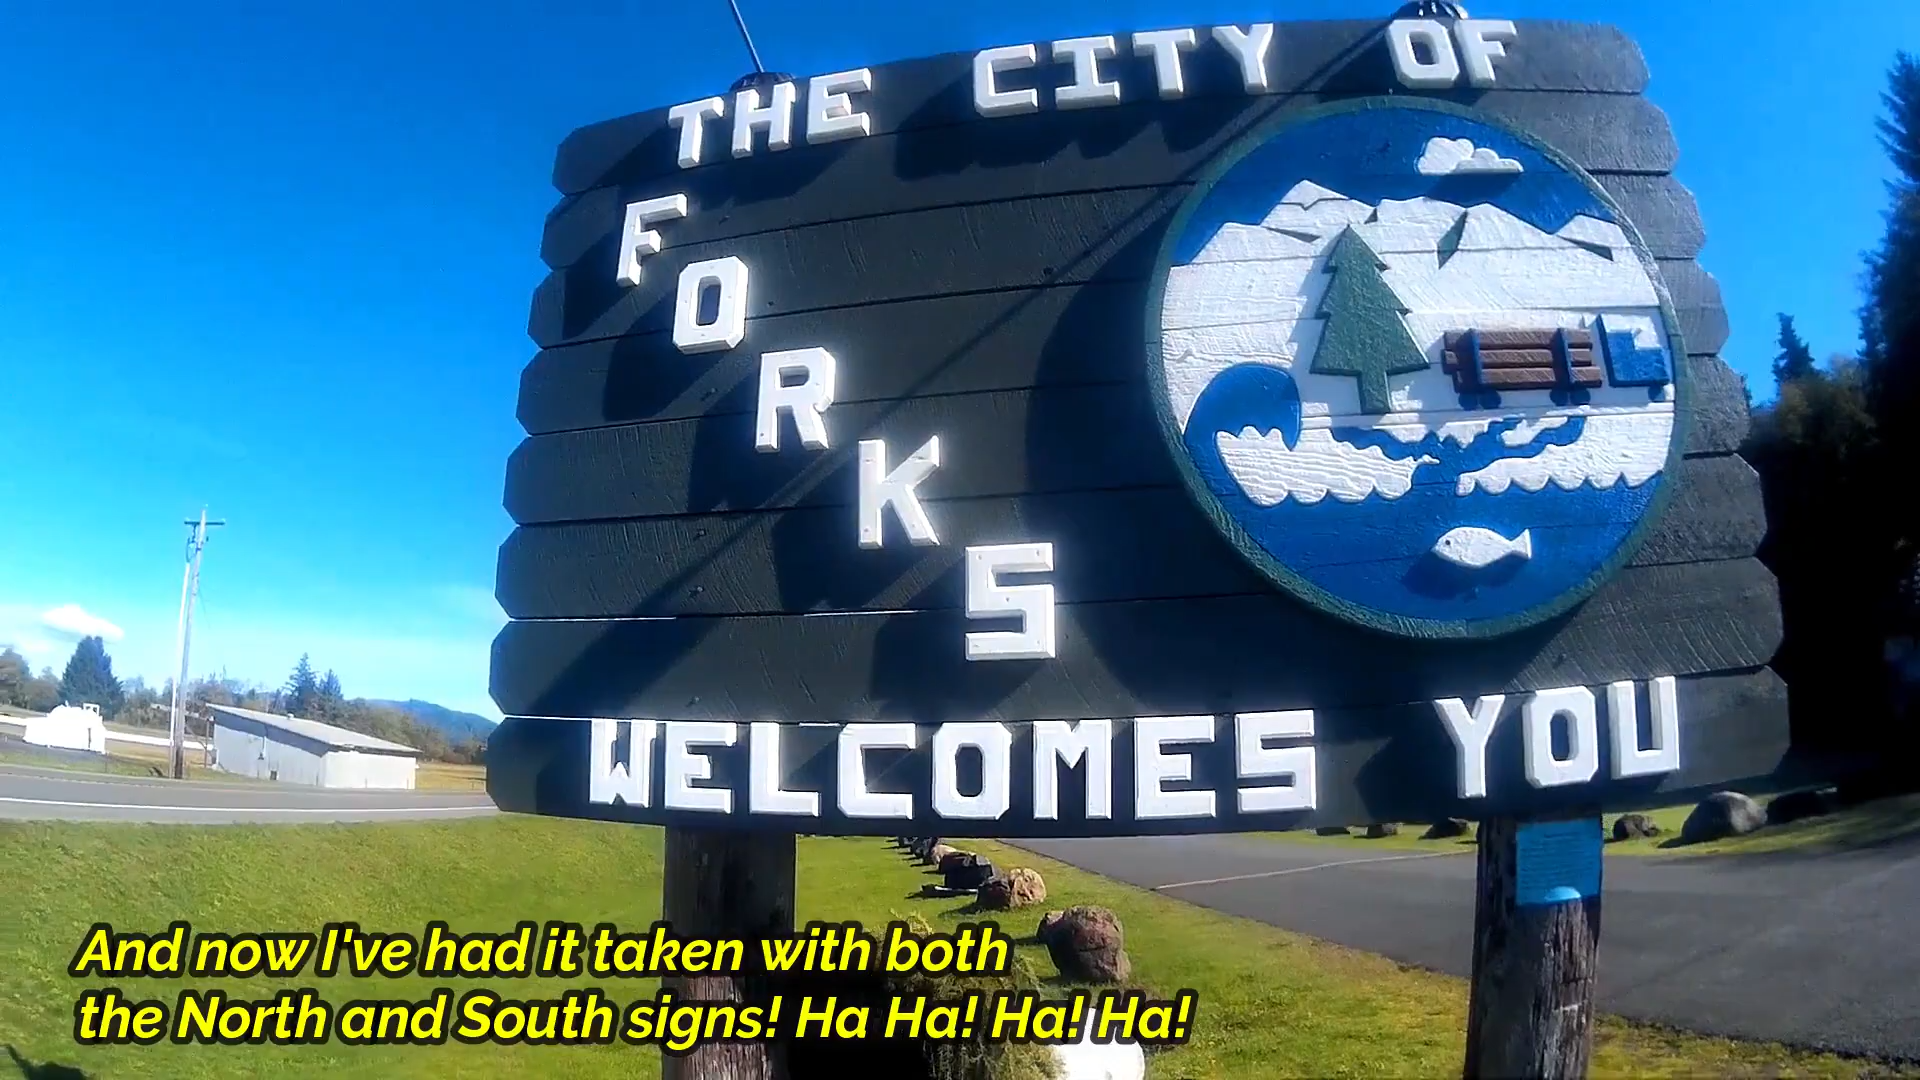 THE CITY OF
FORKS
WELCOMES YOU
And now I've had it taken with both
the North and South signs! Ha Ha! Ha! Ha!